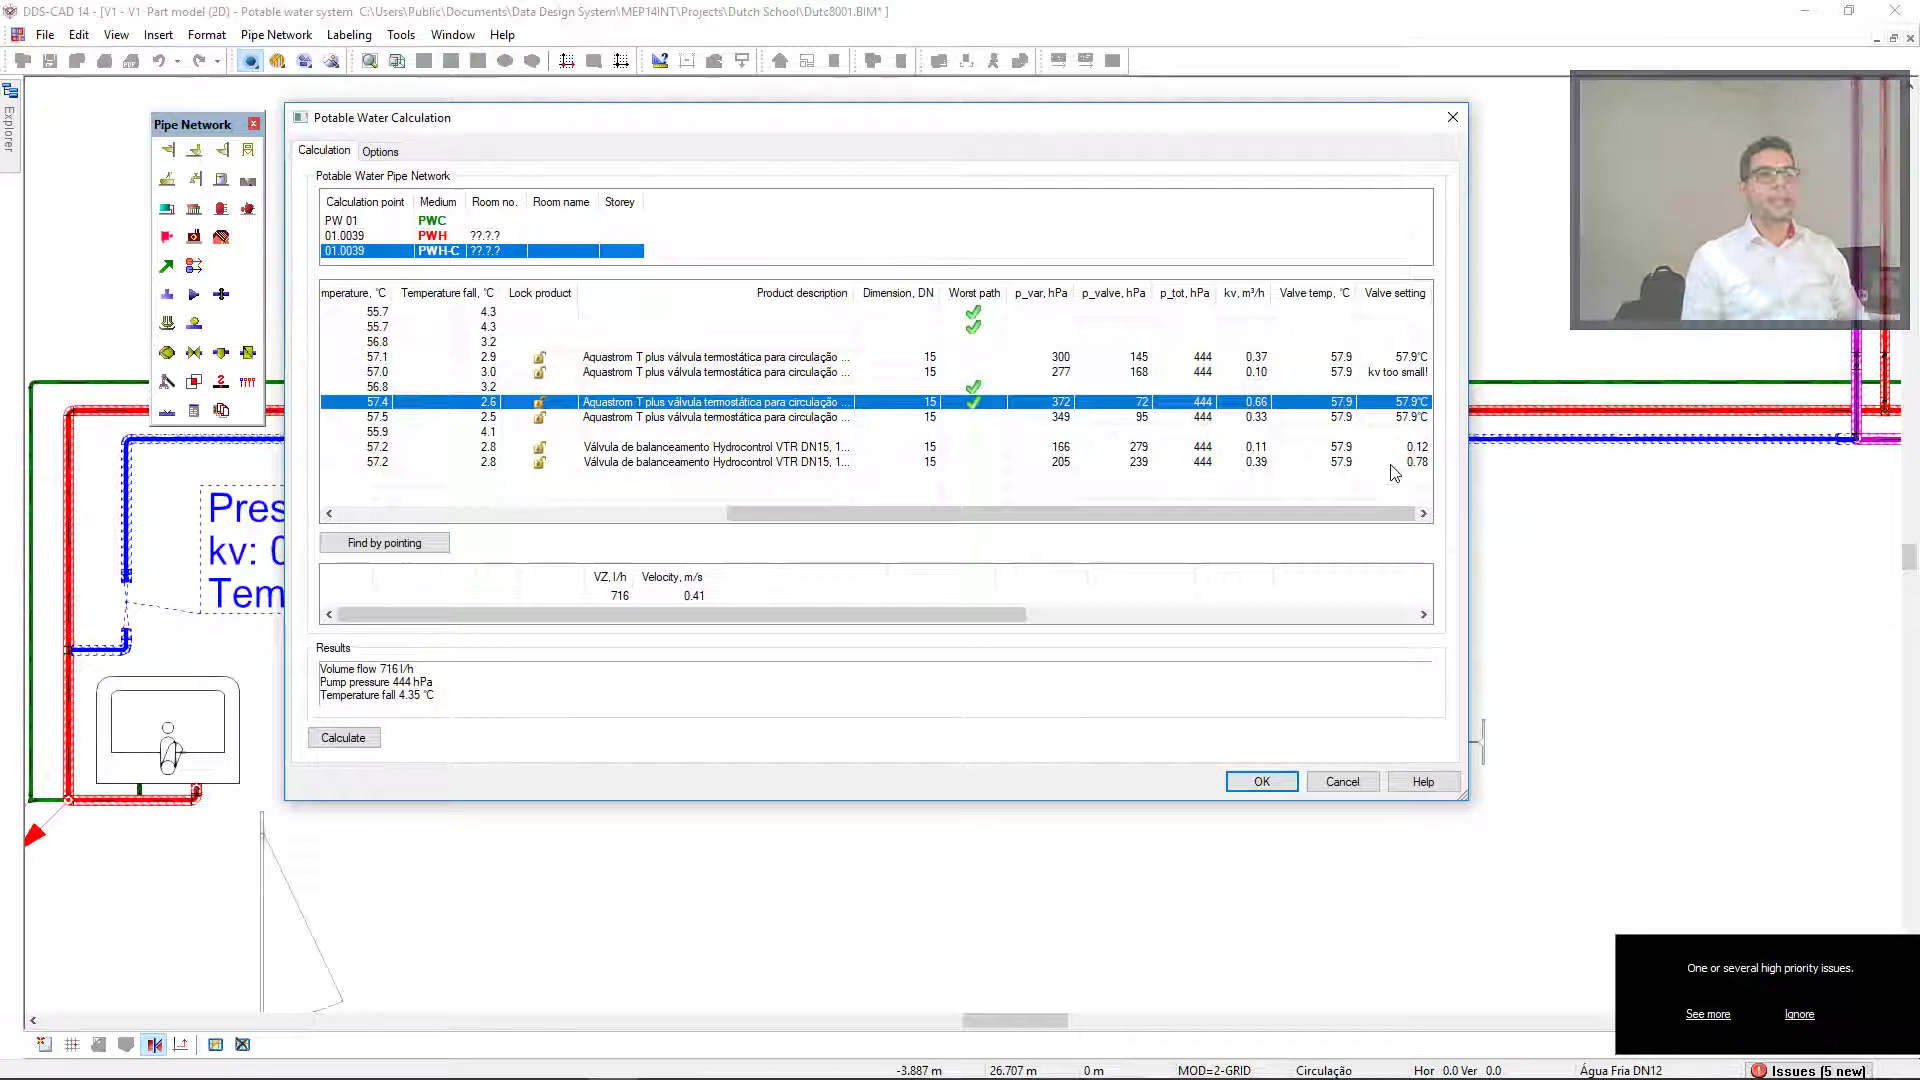 DDS-CAD 14 - [V1 - V1: Part model (2D) - Potable water system C:\Users\Public\Documents\Data Design System\MEP14INT\Projects\Dutch School\Dutc8001.BIM* ]
File Edit View Insert Format Pipe Network Labeling Tools Window Help
Explorer
Pipe Network
Potable Water Calculation
Calculation Options
Potable Water Pipe Network
Calculation point Medium Room no. Room name Storey
PW 01 PWC
01.0039 PWH ??.?.?
01.0039 PWH-C ??.?.?
mperature, °C Temperature fall, °C Lock product Product description Dimension, DN Worst path p_var, hPa p_valve, hPa p_tot, hPa kv, m³/h Valve temp, °C Valve setting
55.7 4.3
55.7 4.3
56.8 3.2
57.1 2.9 Aquastrom T plus válvula termostática para circulação ... 15 300 145 444 0.37 57.9 57.9°C
57.0 3.0 Aquastrom T plus válvula termostática para circulação ... 15 277 168 444 0.10 57.9 kv too small!
56.8 3.2
57.4 2.6 Aquastrom T plus válvula termostática para circulação ... 15 372 72 444 0.66 57.9 57.9°C
57.5 2.5 Aquastrom T plus válvula termostática para circulação ... 15 349 95 444 0.33 57.9 57.9°C
55.9 4.1
57.2 2.8 Válvula de balanceamento Hydrocontrol VTR DN15, 1... 15 166 279 444 0.11 57.9 0.12
57.2 2.8 Válvula de balanceamento Hydrocontrol VTR DN15, 1... 15 205 239 444 0.39 57.9 0.78
Pres
kv: 0
Tem
Find by pointing
VZ, l/h Velocity, m/s
716 0.41
Results
Volume flow 716 l/h
Pump pressure 444 hPa
Temperature fall 4.35 °C
Calculate
OK Cancel Help
One or several high priority issues.
See more Ignore
-3.887 m 26.707 m 0 m MOD=2-GRID Circulação Hor 0.0 Ver 0.0 Água Fria DN12 Issues (5 new)